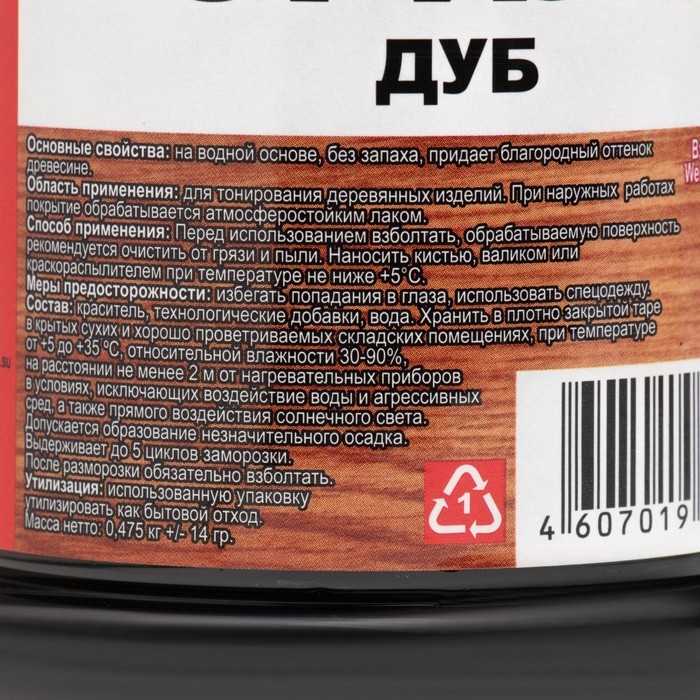 ДУБ
Основные свойства: на водной основе, без запаха, придает благородный оттенок
древесине.
Область применения: для тонирования деревянных изделий. При наружных работах
покрытие обрабатывается атмосферостойким лаком.
Способ применения: Перед использованием взболтать, обрабатываемую поверхность
рекомендуется очистить от грязи и пыли. Наносить кистью, валиком или
краскораспылителем при температуре не ниже +5°С.
Меры предосторожности: избегать попадания в глаза, использовать спецодежду.
Состав: краситель, технологические добавки, вода. Хранить в плотно закрытой таре
в крытых сухих и хорошо проветриваемых складских помещениях, при температуре
от +5 до +35 ºС, относительной влажности 30-90%,
на расстоянии не менее 2 м от нагревательных приборов
в условиях, исключающих воздействие воды и агрессивных
сред, а также прямого воздействия солнечного света.
Допускается образование незначительного осадка.
Выдерживает до 5 циклов заморозки.
После разморозки обязательно взболтать.
Утилизация: использованную упаковку
утилизировать как бытовой отход.
Масса нетто: 0,475 кг +/- 14 гр.
1
4 607019
.su
В
We